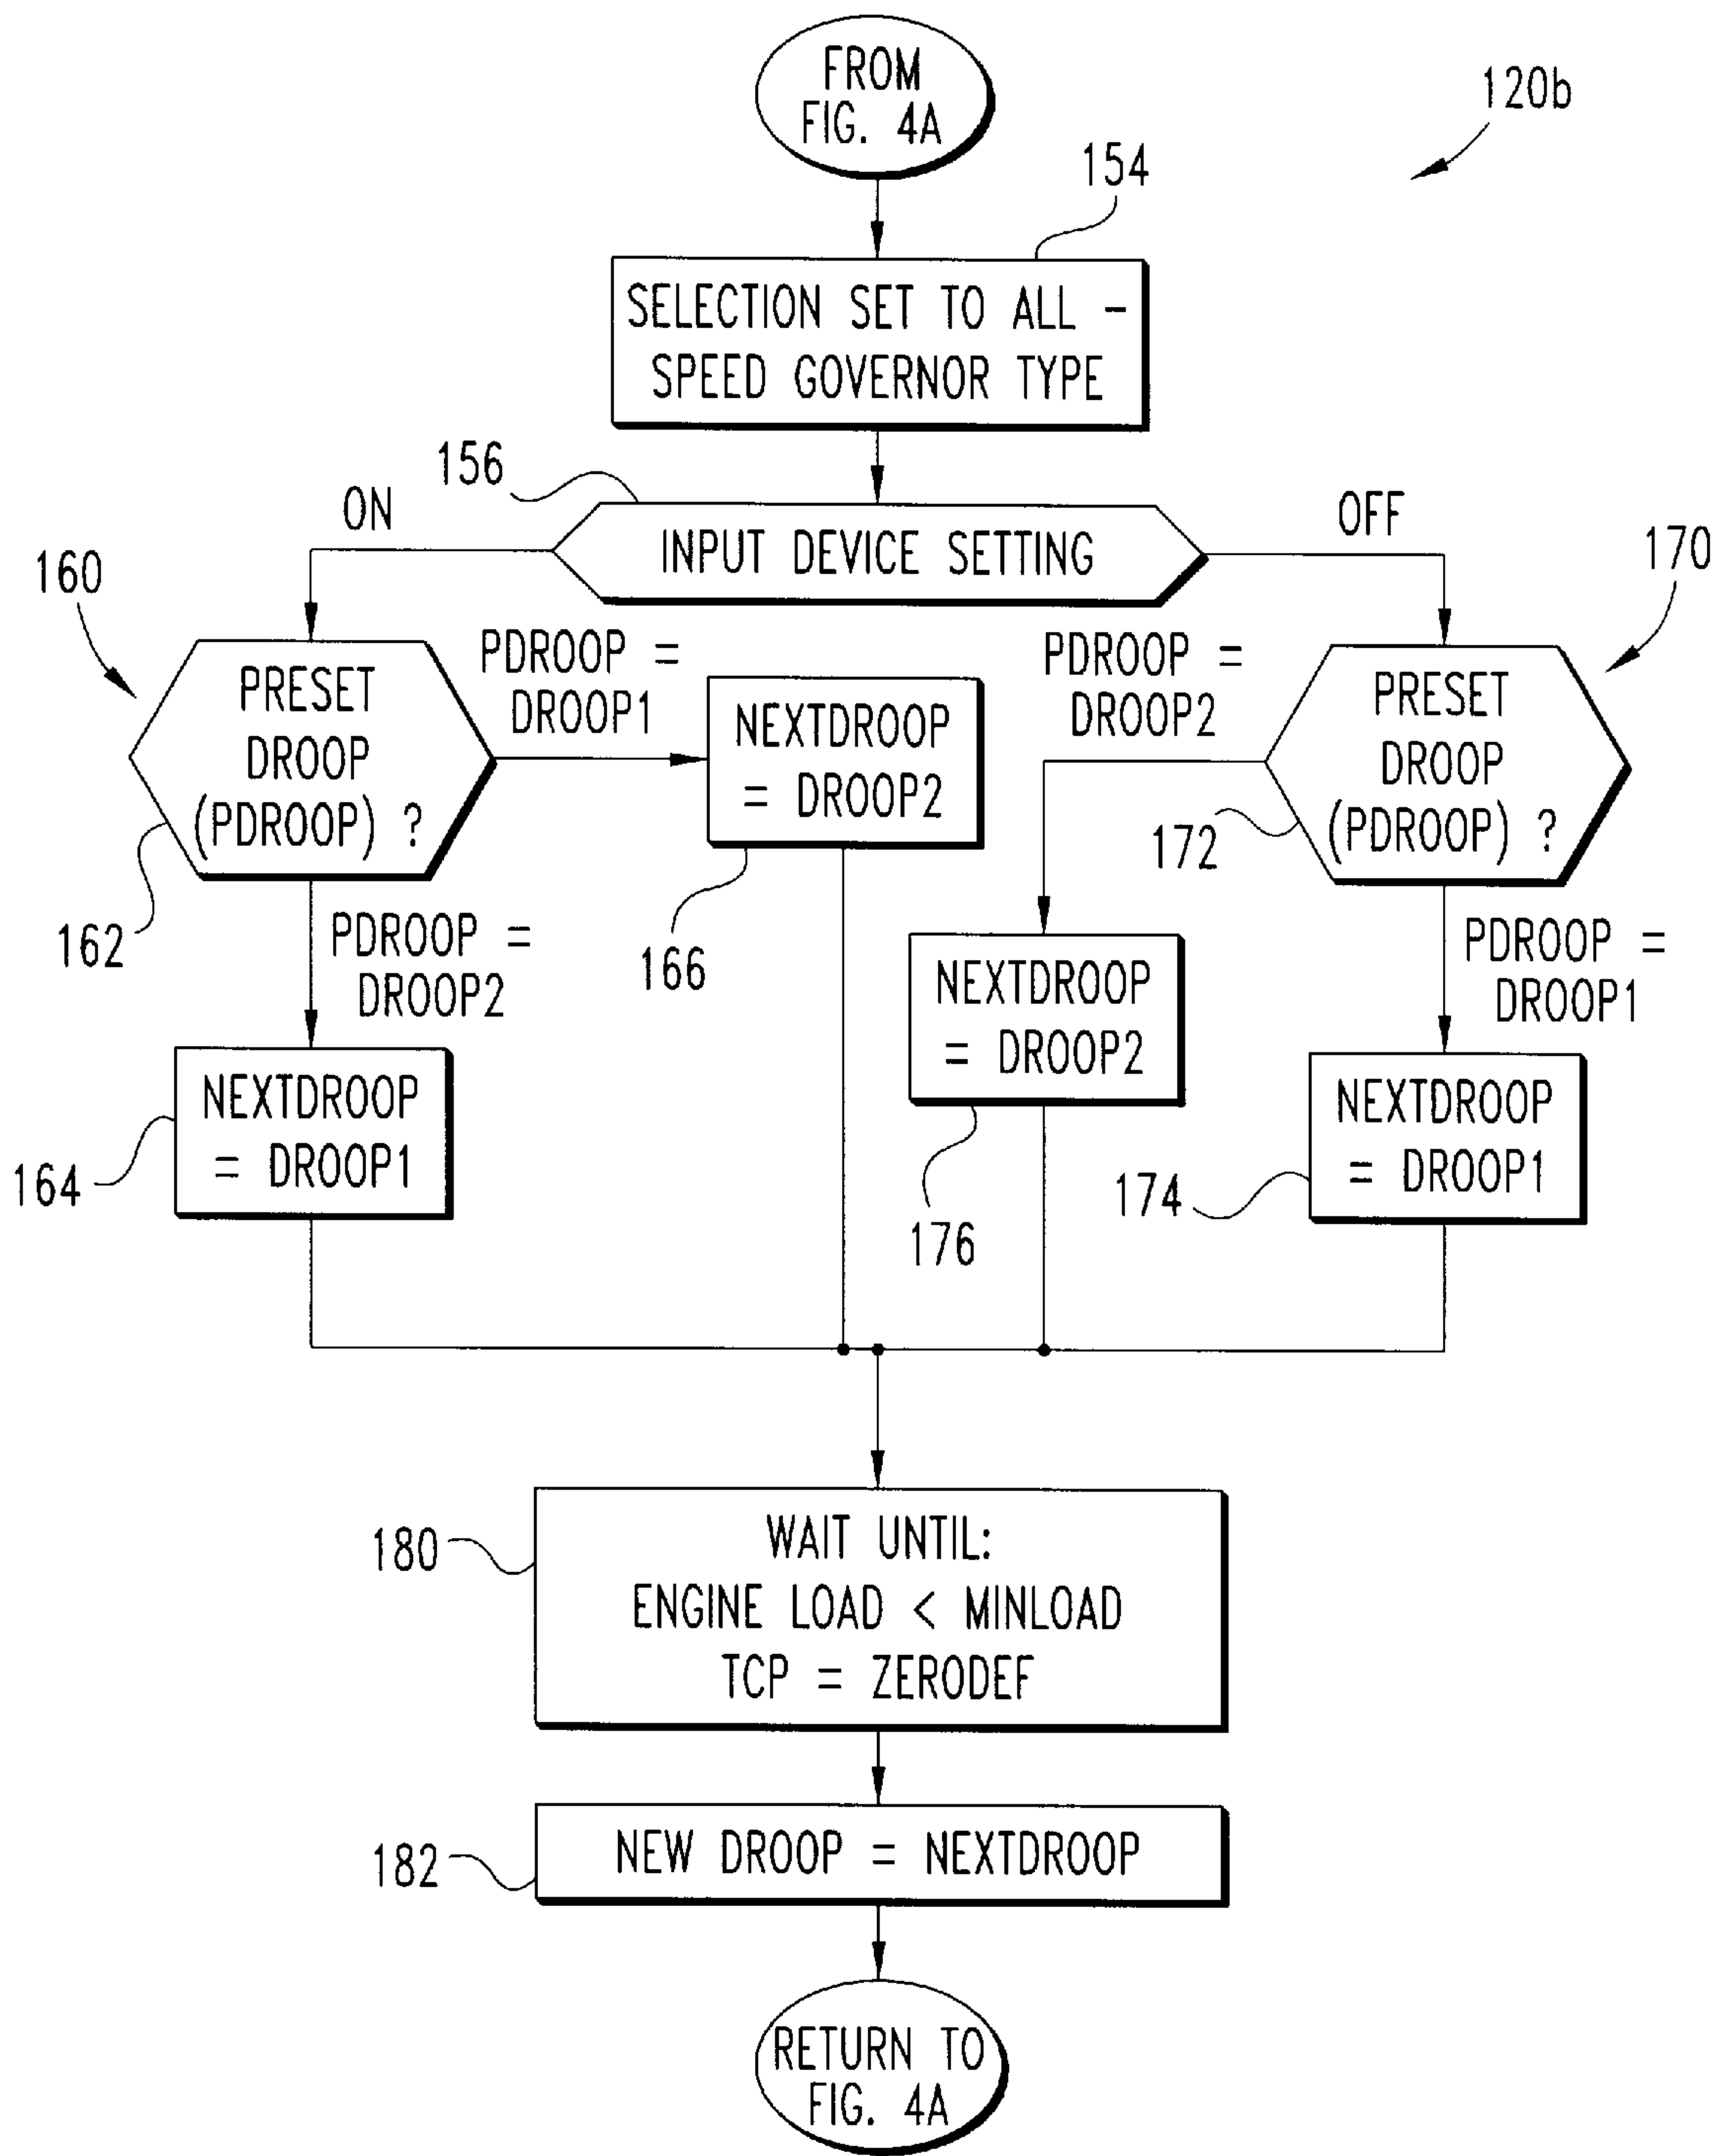 FROM
FIG. 4A
120b
154
SELECTION SET TO ALL -
SPEED GOVERNOR TYPE
156
ON
INPUT DEVICE SETTING
OFF
160
170
PRESET
DROOP
(PDROOP) ?
162
PDROOP =
DROOP1
NEXTDROOP
= DROOP2
166
PDROOP =
DROOP2
PRESET
DROOP
(PDROOP) ?
172
PDROOP =
DROOP2
NEXTDROOP
= DROOP1
164
NEXTDROOP
= DROOP2
176
PDROOP =
DROOP1
NEXTDROOP
= DROOP1
174
180
WAIT UNTIL:
ENGINE LOAD < MINLOAD
TCP = ZERODEF
182
NEW DROOP = NEXTDROOP
RETURN TO
FIG. 4A